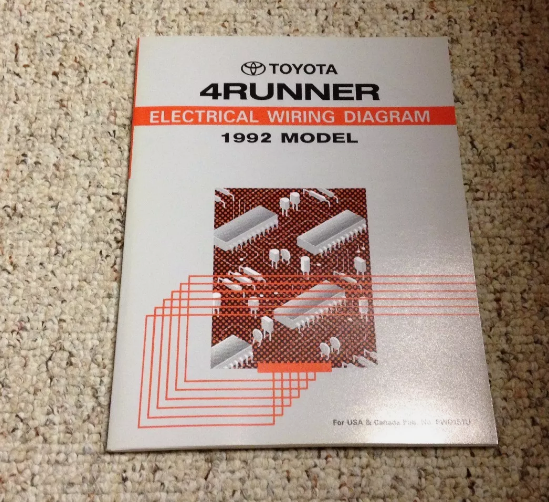 TOYOTA
4RUNNER
ELECTRICAL WIRING DIAGRAM
1992 MODEL
For USA & Canada